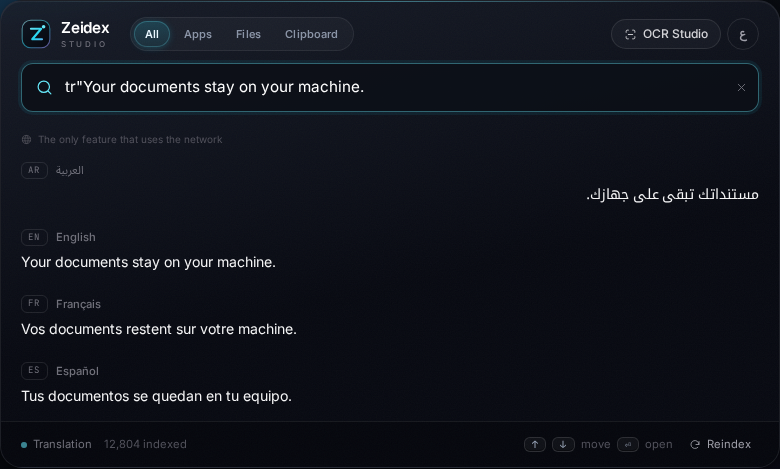 Zeidex
STUDIO
All Apps Files Clipboard
OCR Studio ع
tr"Your documents stay on your machine.
The only feature that uses the network
AR العربية
مستنداتك تبقى على جهازك.
EN English
Your documents stay on your machine.
FR Français
Vos documents restent sur votre machine.
ES Español
Tus documentos se quedan en tu equipo.
Translation 12,804 indexed
↑ ↓ move ⏎ open Reindex